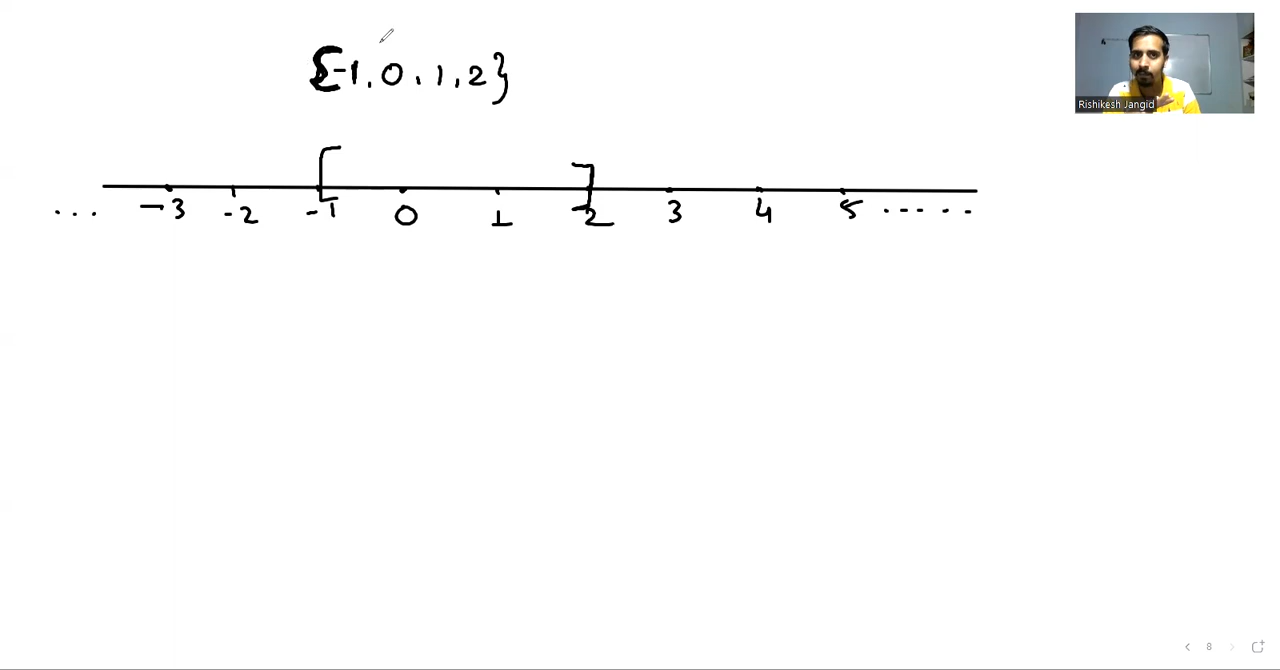 {-1, 0, 1, 2}
Rishikesh Jangid
[ ]
... -3 -2 -1 0 1 2 3 4 5 ......
8